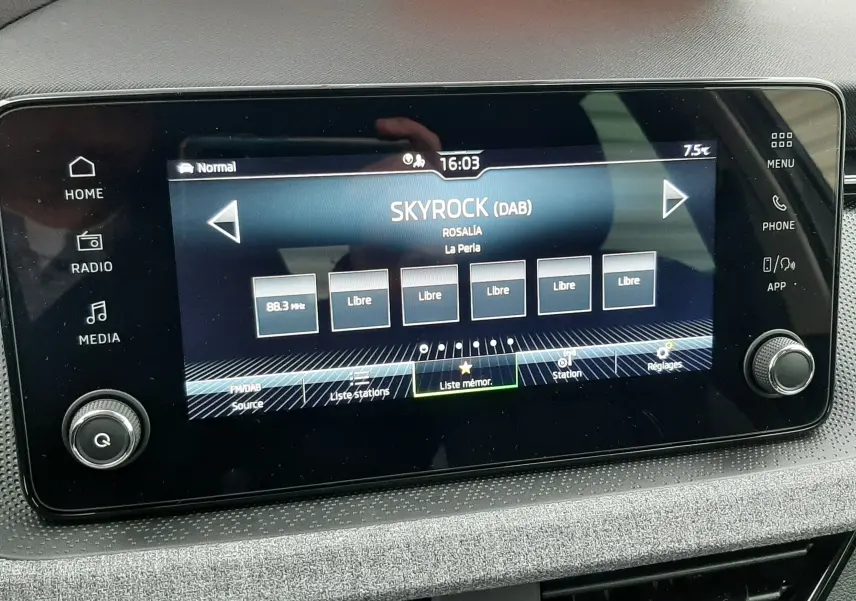 Normal
16:03
7.5°C
HOME
RADIO
MEDIA
MENU
PHONE
APP
SKYROCK (DAB)
ROSALÍA
La Perla
88.3 MHz
Libre
Libre
Libre
Libre
Libre
FM/DAB
Source
Liste stations
Liste mémor.
Station
Réglages